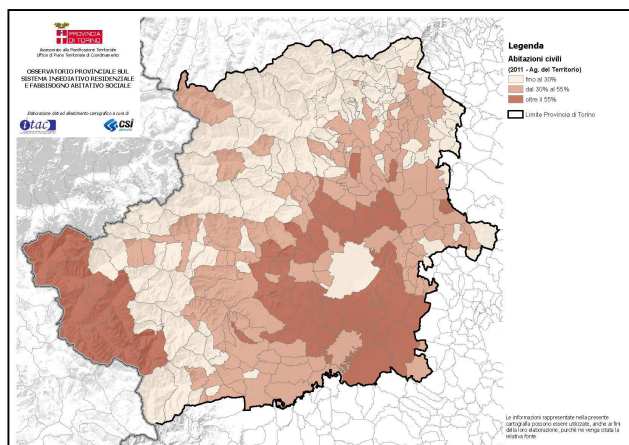 PROVINCIA
DI TORINO
Assessorato alla Pianificazione Territoriale
Ufficio di Piano Territoriale di Coordinamento
OSSERVATORIO PROVINCIALE SUL
SISTEMA INSEDIATIVO RESIDENZIALE
E FABBISOGNO ABITATIVO SOCIALE
Elaborazione dati ed allestimento cartografico a cura di
itac
csi
Legenda
Abitazioni civili
(2011 - Ag. del Territorio)
fino al 30%
dal 30% al 55%
oltre il 55%
Limite Provincia di Torino
Le informazioni rappresentate nella presente
cartografia possono essere utilizzate, anche ai fini
della loro elaborazione, purché ne venga citata la
relativa fonte